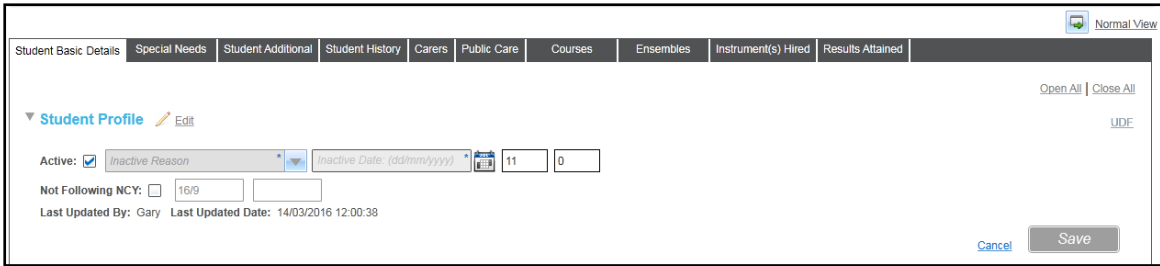 Normal View
Student Basic Details Special Needs Student Additional Student History Carers Public Care Courses Ensembles Instrument(s) Hired Results Attained
Open All | Close All
Student Profile Edit
UDF
Active: Inactive Reason * Inactive Date: (dd/mm/yyyy) * 11 0
Not Following NCY: 16/9
Last Updated By: Gary Last Updated Date: 14/03/2016 12:00:38
Cancel Save